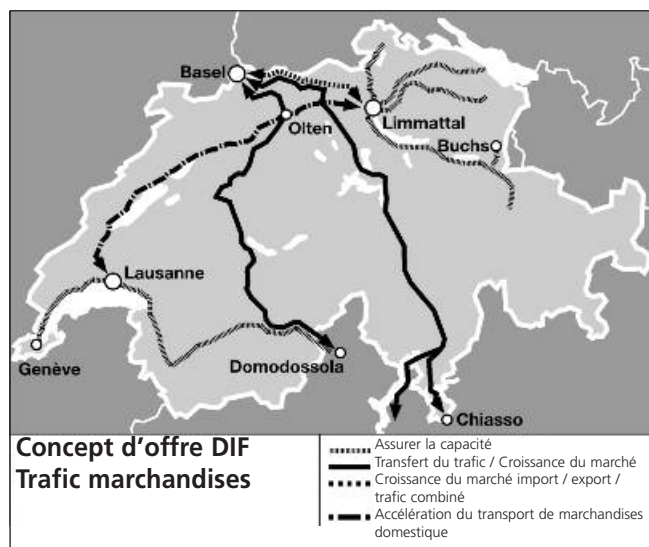 Basel
Olten
Limmattal
Buchs
Lausanne
Genève
Domodossola
Chiasso
Concept d'offre DIF
Trafic marchandises
Assurer la capacité
Transfert du trafic / Croissance du marché
Croissance du marché import / export /
trafic combiné
Accélération du transport de marchandises
domestique